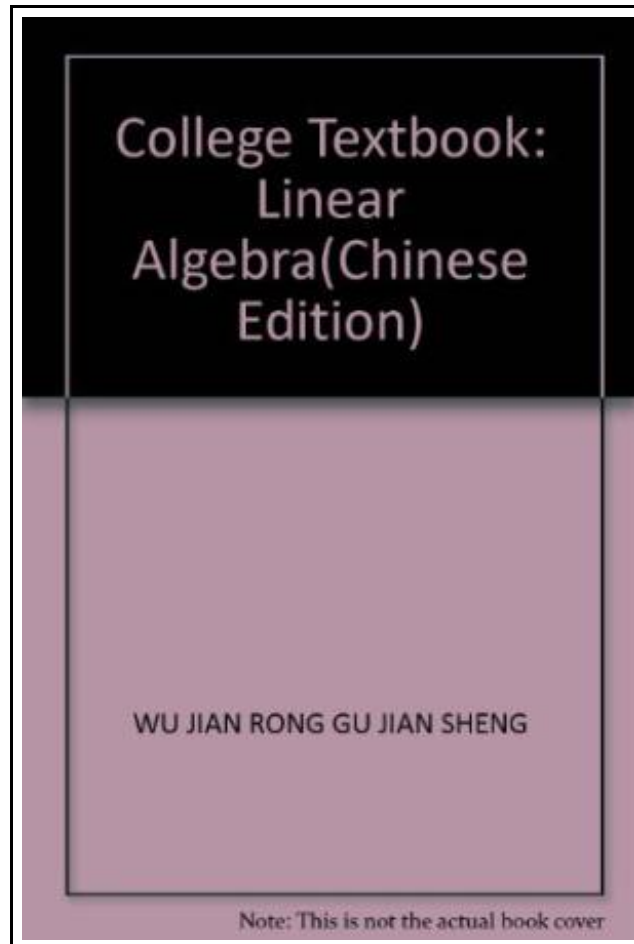 College Textbook:
Linear
Algebra(Chinese
Edition)
WU JIAN RONG GU JIAN SHENG
Note: This is not the actual book cover